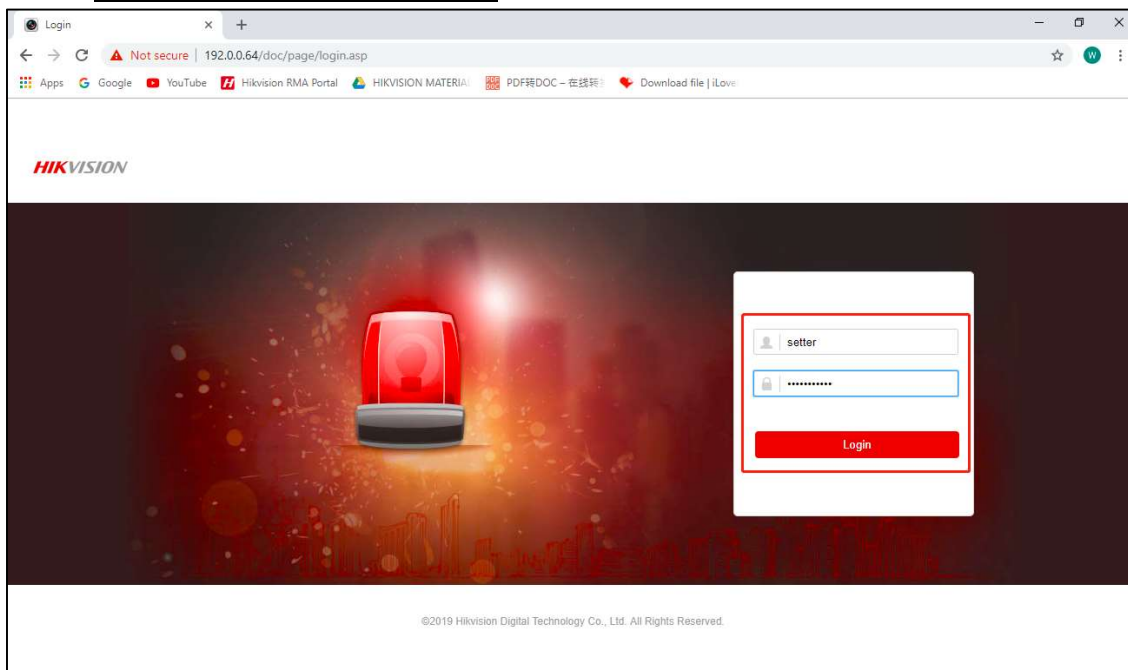 Login
Not secure | 192.0.0.64/doc/page/login.asp
W
Apps Google YouTube Hikvision RMA Portal HIKVISION MATERIA PDF转DOC – 在线转 Download file | iLove
HIKVISION
setter
•••••••••••
Login
©2019 Hikvision Digital Technology Co., Ltd. All Rights Reserved.